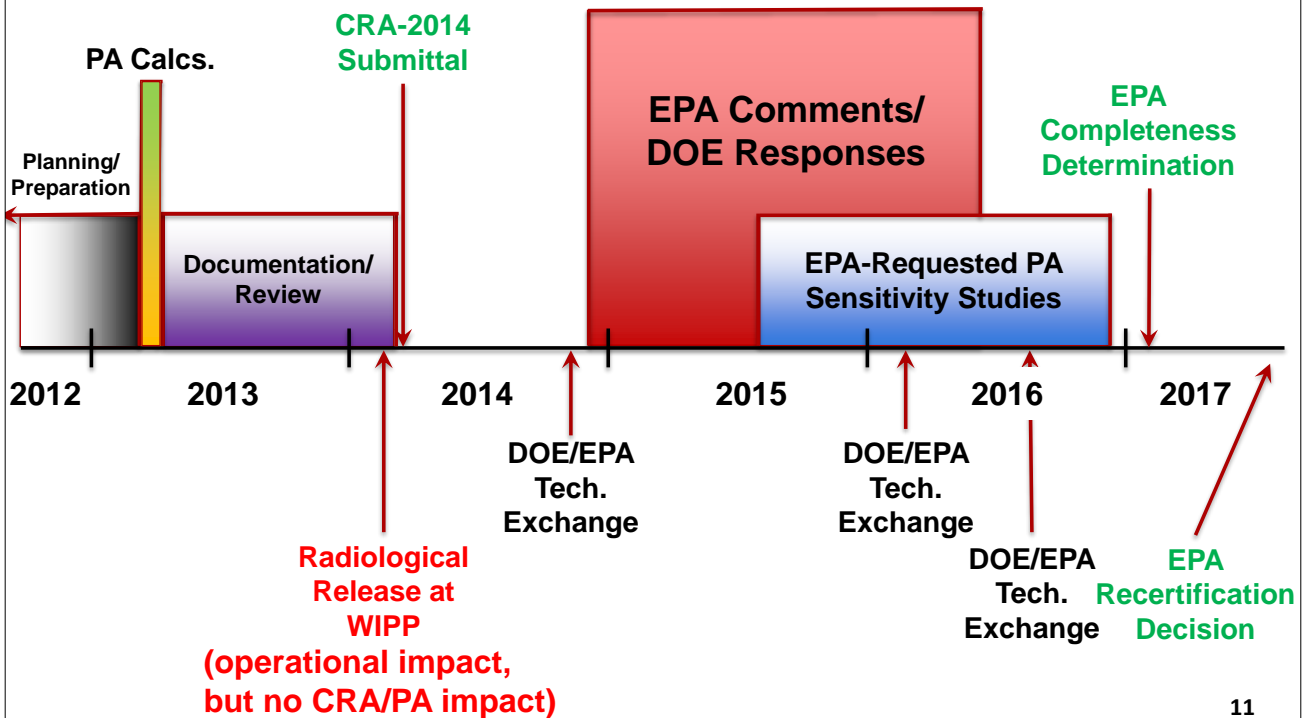 CRA-2014
Submittal
PA Calcs.
EPA Comments/
DOE Responses
EPA
Completeness
Determination
Planning/
Preparation
Documentation/
Review
EPA-Requested PA
Sensitivity Studies
2012
2013
2014
2015
2016
2017
DOE/EPA
Tech.
Exchange
DOE/EPA
Tech.
Exchange
Radiological
Release at
WIPP
(operational impact,
but no CRA/PA impact)
DOE/EPA
Tech.
Exchange
EPA
Recertification
Decision
11